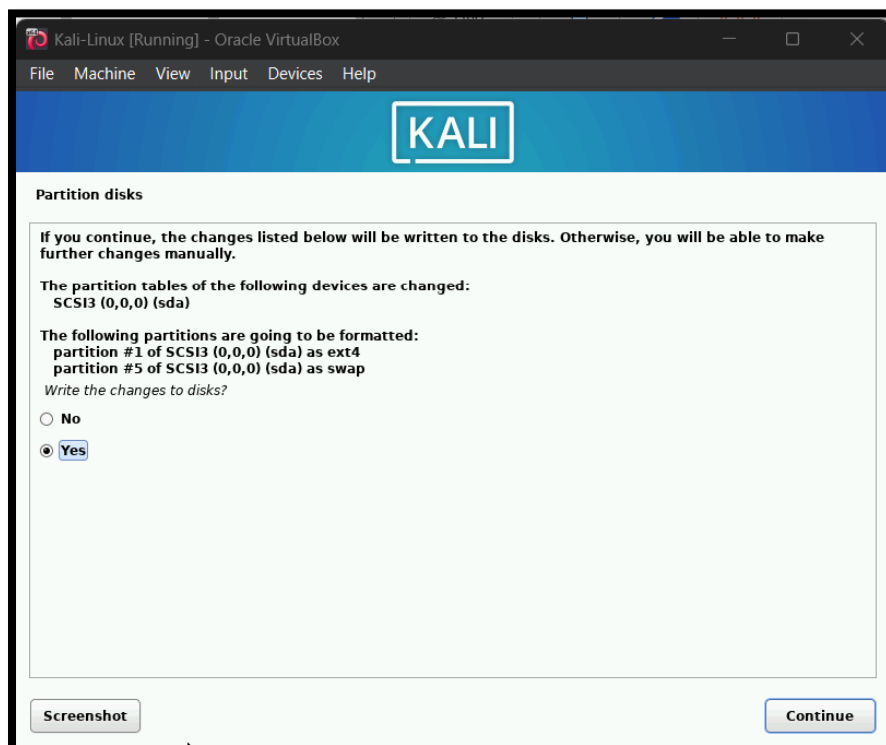 Kali-Linux [Running] - Oracle VirtualBox
File Machine View Input Devices Help
KALI
Partition disks
If you continue, the changes listed below will be written to the disks. Otherwise, you will be able to make
further changes manually.
The partition tables of the following devices are changed:
SCSI3 (0,0,0) (sda)
The following partitions are going to be formatted:
partition #1 of SCSI3 (0,0,0) (sda) as ext4
partition #5 of SCSI3 (0,0,0) (sda) as swap
Write the changes to disks?
No
Yes
Screenshot Continue